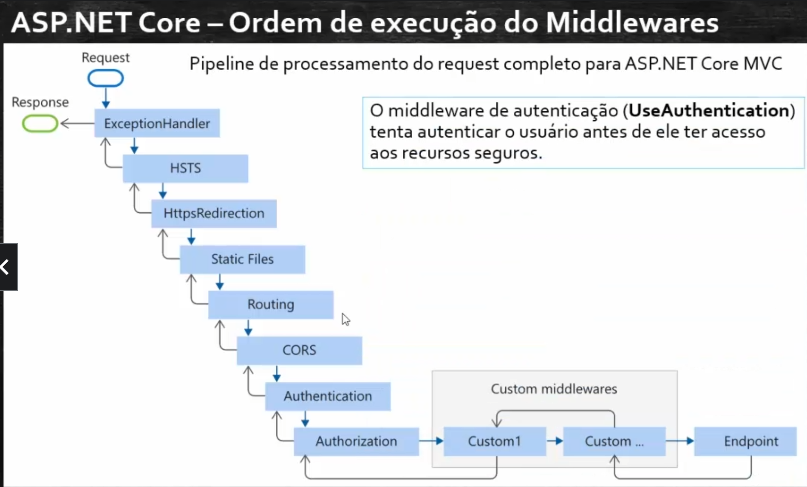 ASP.NET Core – Ordem de execução do Middlewares
Request
Pipeline de processamento do request completo para ASP.NET Core MVC
Response
O middleware de autenticação (UseAuthentication)
tenta autenticar o usuário antes de ele ter acesso
aos recursos seguros.
ExceptionHandler
HSTS
HttpsRedirection
Static Files
Routing
CORS
Authentication
Custom middlewares
Authorization
Custom1
Custom ...
Endpoint